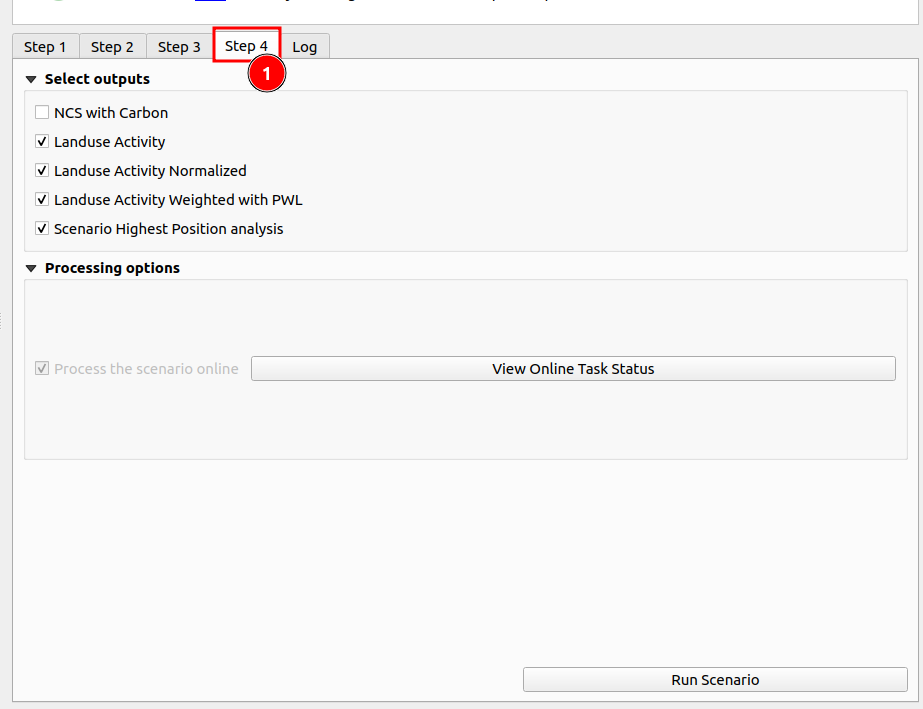 Step 1 Step 2 Step 3 Step 4 Log
1
Select outputs
NCS with Carbon
Landuse Activity
Landuse Activity Normalized
Landuse Activity Weighted with PWL
Scenario Highest Position analysis
Processing options
Process the scenario online View Online Task Status
Run Scenario